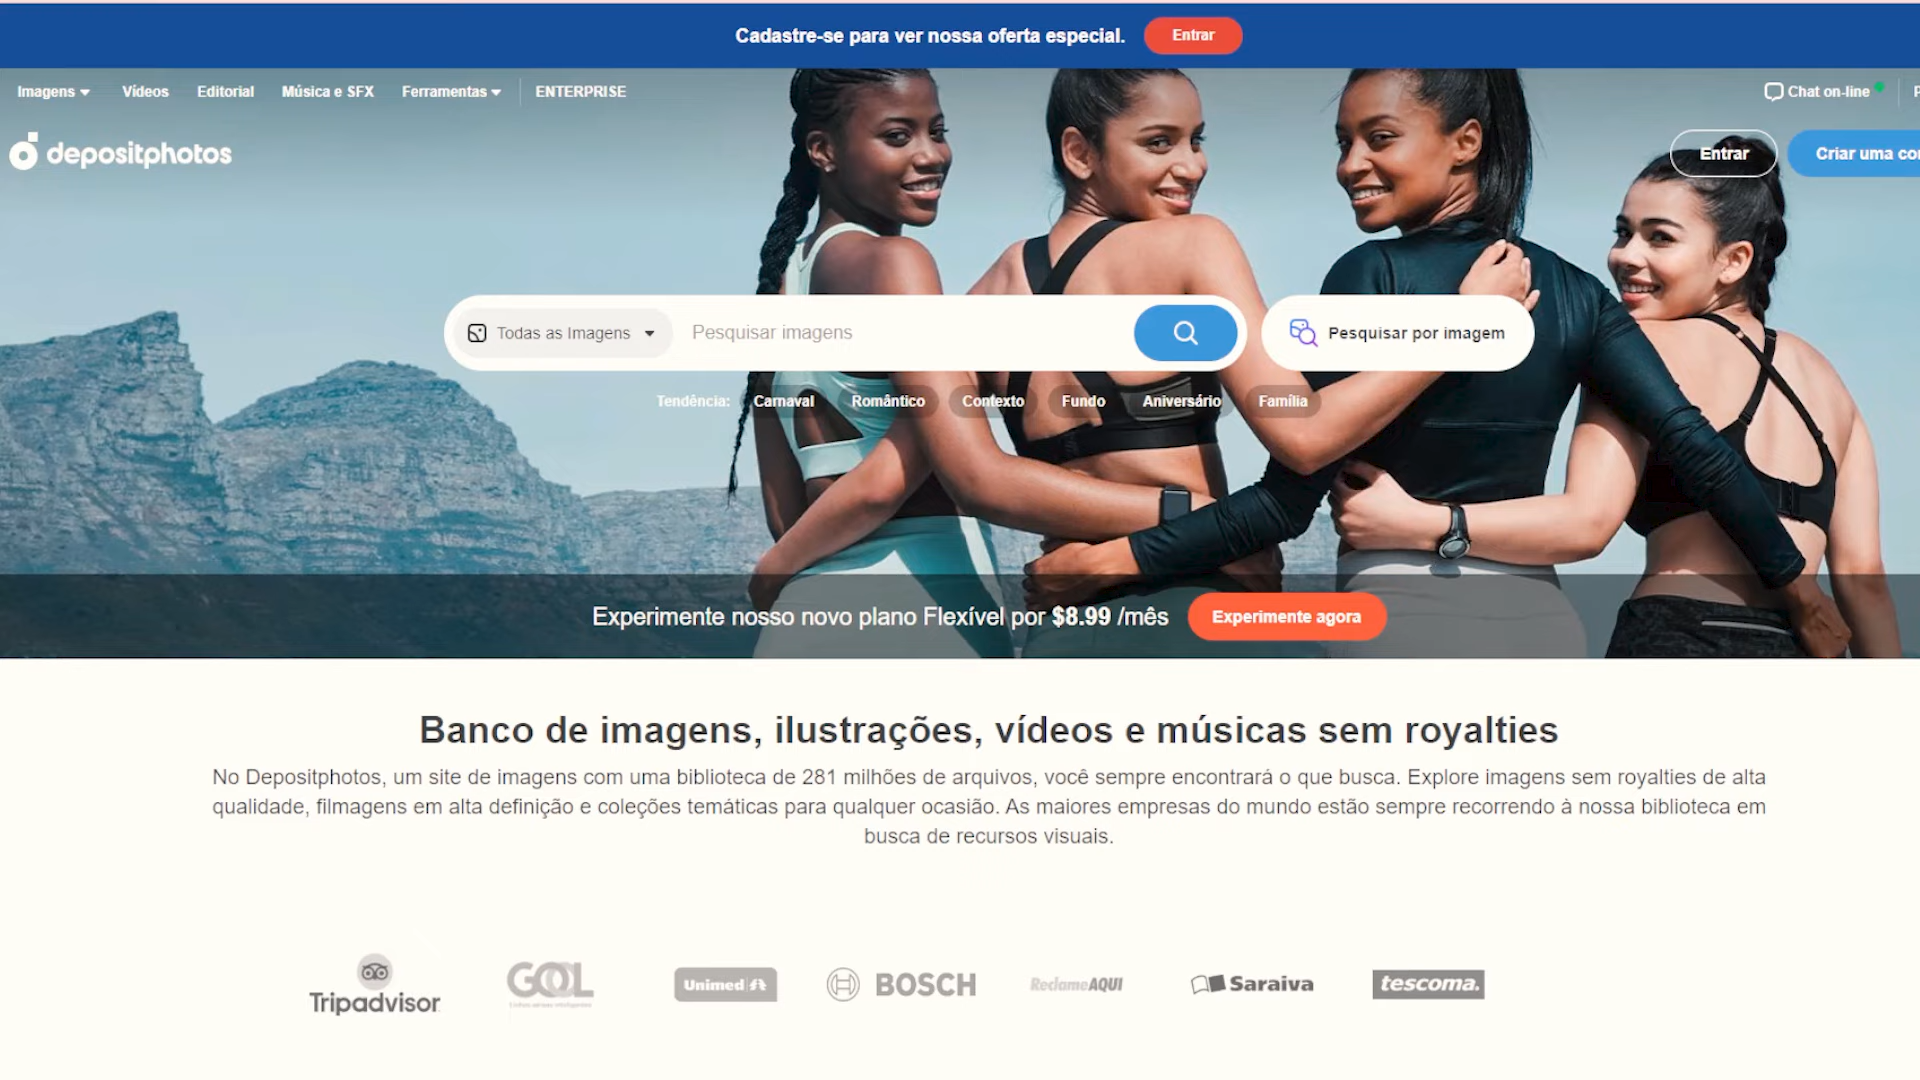 Cadastre-se para ver nossa oferta especial.
Entrar
Imagens
Vídeos
Editorial
Música e SFX
Ferramentas
ENTERPRISE
Chat on-line
depositphotos
Entrar
Criar uma
Todas as Imagens
Pesquisar imagens
Pesquisar por imagem
Tendência:
Carnaval
Romântico
Contexto
Fundo
Aniversário
Família
Experimente nosso novo plano Flexível por $8.99 /mês
Experimente agora
Banco de imagens, ilustrações, vídeos e músicas sem royalties
No Depositphotos, um site de imagens com uma biblioteca de 281 milhões de arquivos, você sempre encontrará o que busca. Explore imagens sem royalties de alta
qualidade, filmagens em alta definição e coleções temáticas para qualquer ocasião. As maiores empresas do mundo estão sempre recorrendo à nossa biblioteca em
busca de recursos visuais.
Tripadvisor
GOL
Unimed
BOSCH
ReclameAQUI
Saraiva
tescoma.